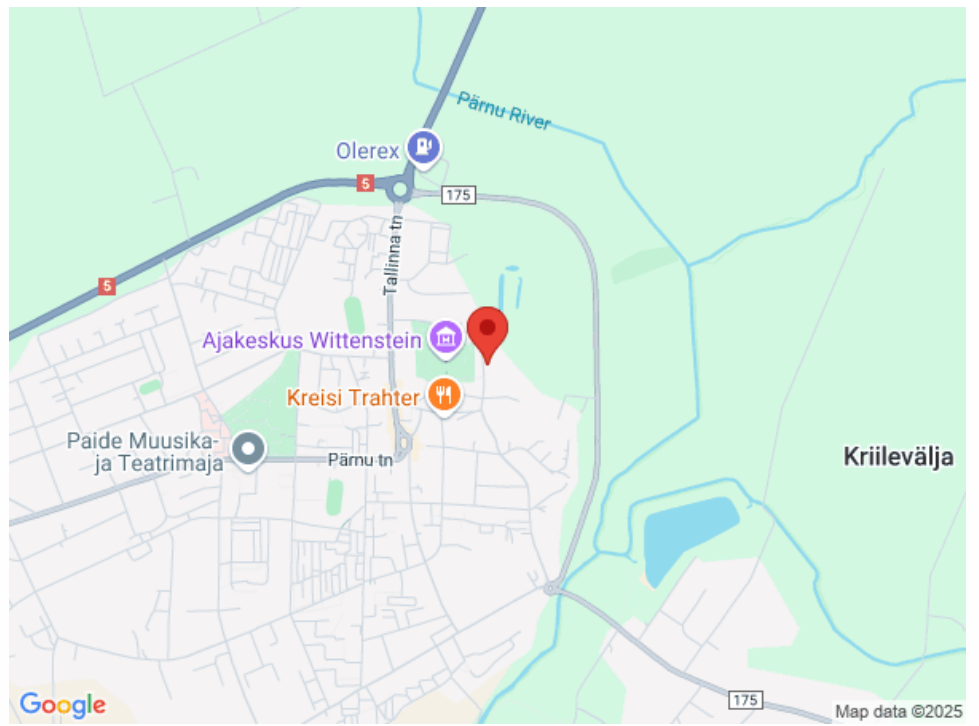 Pärnu River
Olerex
5
175
Tallinna tn
5
Ajakeskus Wittenstein
Kreisi Trahter
Paide Muusika-
ja Teatrimaja
Pärnu tn
Kriilevälja
175
Google
Map data ©2025